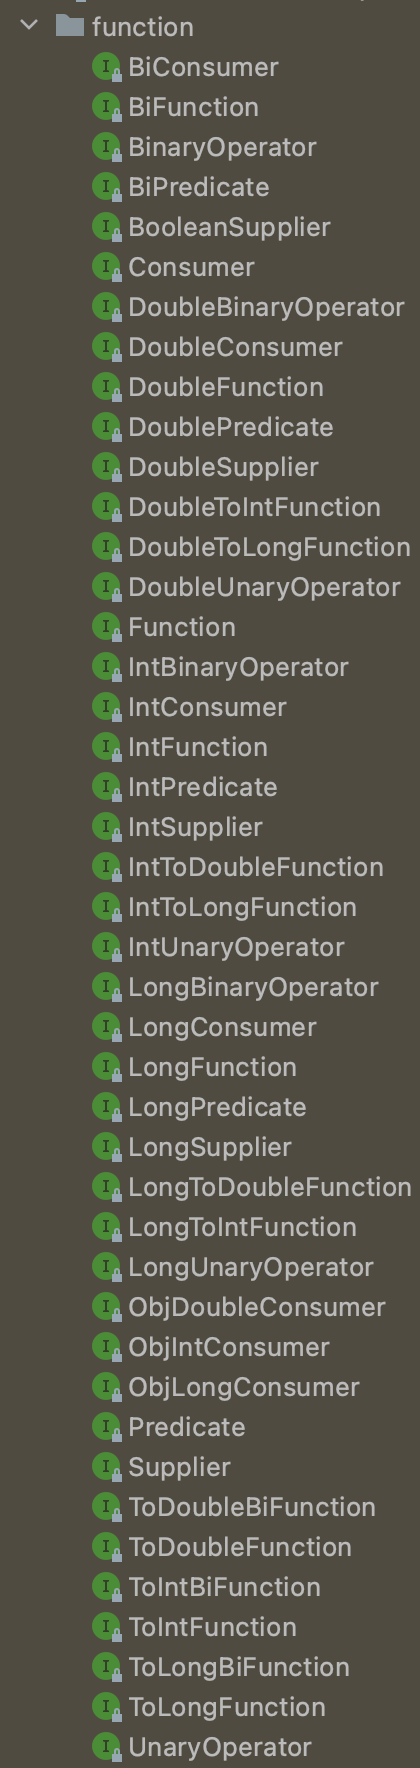 function
BiConsumer
BiFunction
BinaryOperator
BiPredicate
BooleanSupplier
Consumer
DoubleBinaryOperator
DoubleConsumer
DoubleFunction
DoublePredicate
DoubleSupplier
DoubleToIntFunction
DoubleToLongFunction
DoubleUnaryOperator
Function
IntBinaryOperator
IntConsumer
IntFunction
IntPredicate
IntSupplier
IntToDoubleFunction
IntToLongFunction
IntUnaryOperator
LongBinaryOperator
LongConsumer
LongFunction
LongPredicate
LongSupplier
LongToDoubleFunction
LongToIntFunction
LongUnaryOperator
ObjDoubleConsumer
ObjIntConsumer
ObjLongConsumer
Predicate
Supplier
ToDoubleBiFunction
ToDoubleFunction
ToIntBiFunction
ToIntFunction
ToLongBiFunction
ToLongFunction
UnaryOperator